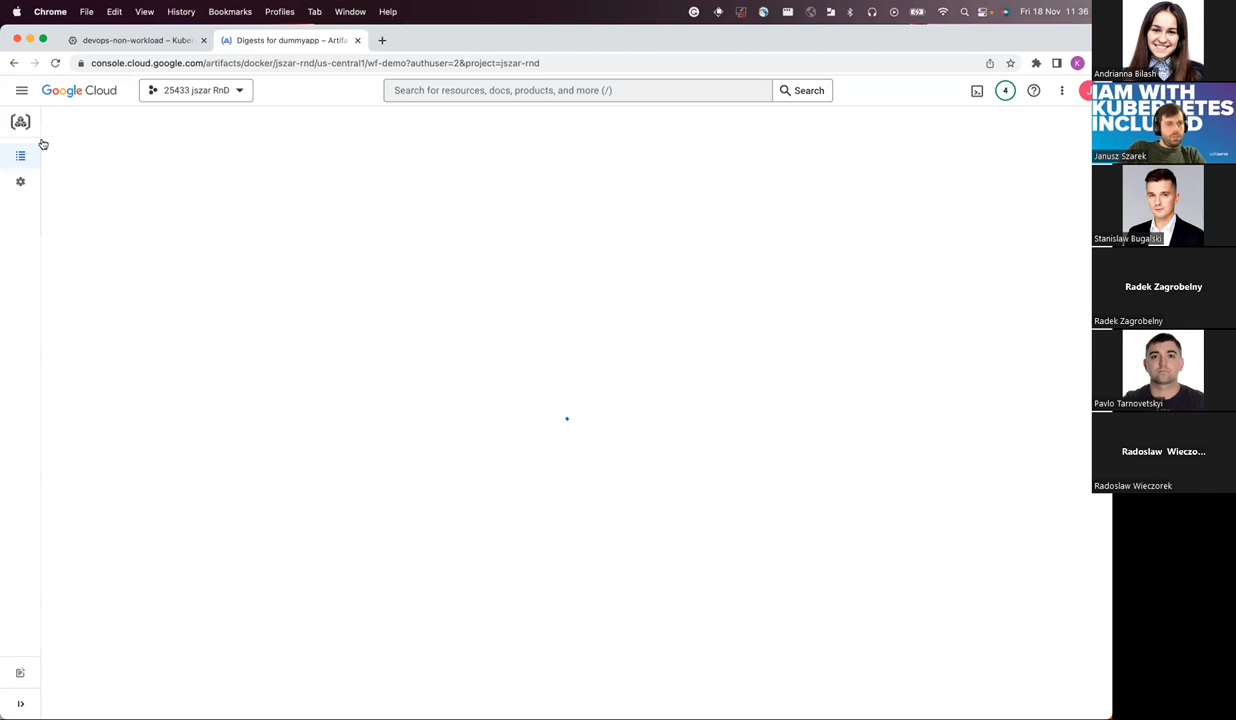 Chrome File Edit View History Bookmarks Profiles Tab Window Help
Fri 18 Nov 11 36
devops-non-workload – Kube
Digests for dummyapp – Artifa
console.cloud.google.com/artifacts/docker/jszar-rnd/us-central1/wf-demo?authuser=2&project=jszar-rnd
K
Google Cloud
25433 jszar RnD
Search for resources, docs, products, and more (/)
Search
4
J
Andrianna Bilash
IAM WITH
KUBERNETES
INCLUDED
softserve
Janusz Szarek
Stanislaw Bugalski
Radek Zagrobelny
Radek Zagrobelny
Pavlo Tarnovetskyi
Radoslaw Wieczo...
Radoslaw Wieczorek